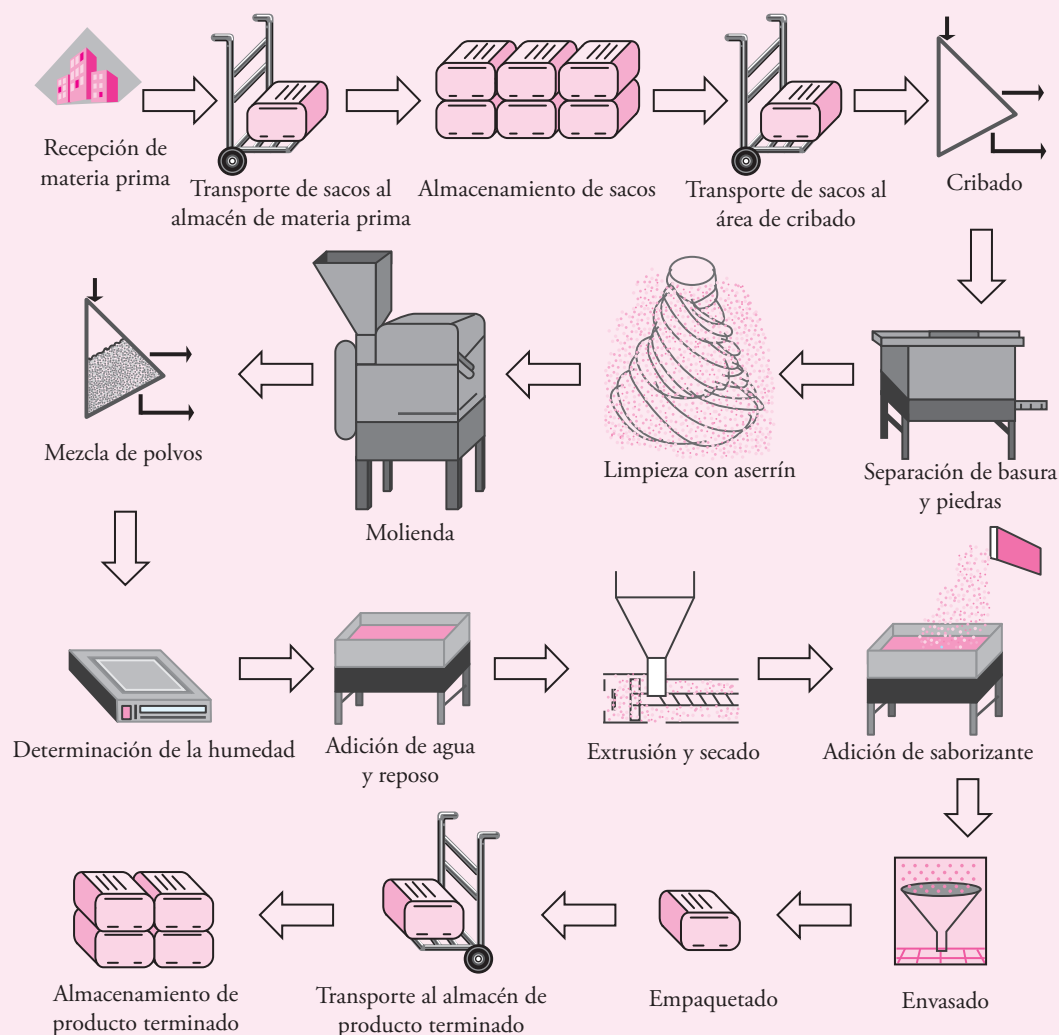 Recepción de
materia prima
Transporte de sacos al
almacén de materia prima
Almacenamiento de sacos
Transporte de sacos al
área de cribado
Cribado
Mezcla de polvos
Molienda
Limpieza con aserrín
Separación de basura
y piedras
Determinación de la humedad
Adición de agua
y reposo
Extrusión y secado
Adición de saborizante
Almacenamiento de
producto terminado
Transporte al almacén de
producto terminado
Empaquetado
Envasado